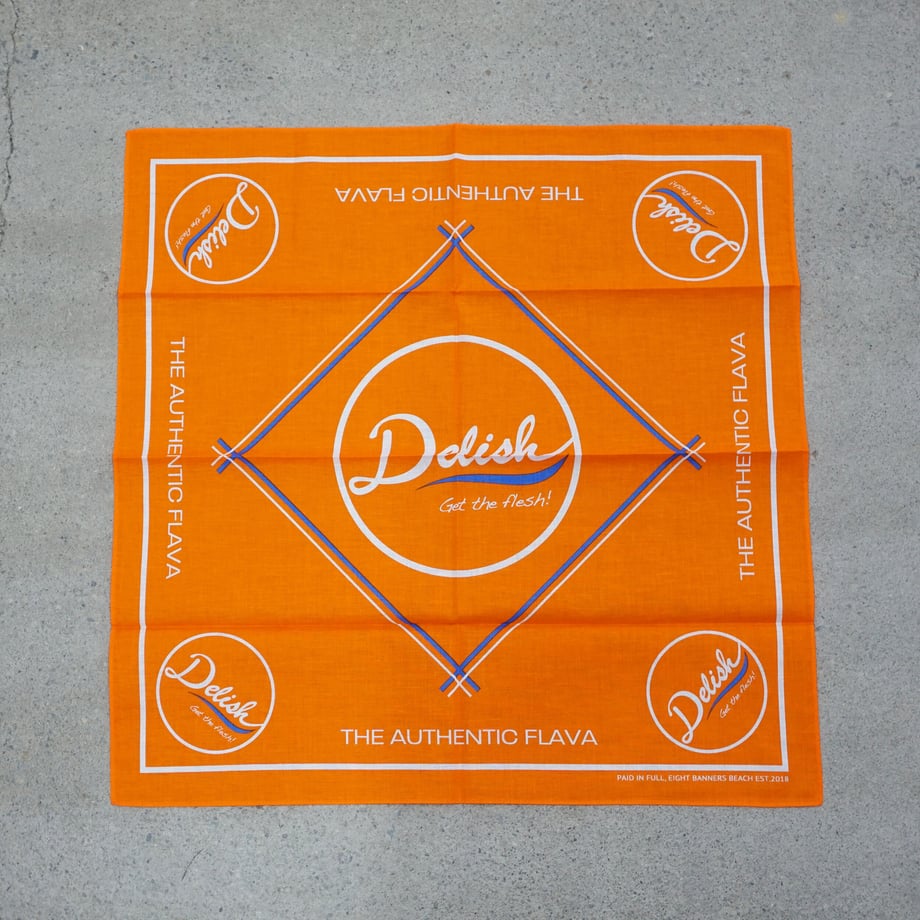 THE AUTHENTIC FLAVA
Delish
Get the flesh!
Delish
Get the flesh!
THE AUTHENTIC FLAVA
Delish
Get the flesh!
THE AUTHENTIC FLAVA
Delish
Get the flesh!
Delish
Get the flesh!
THE AUTHENTIC FLAVA
PAID IN FULL, EIGHT BANNERS BEACH EST.2018